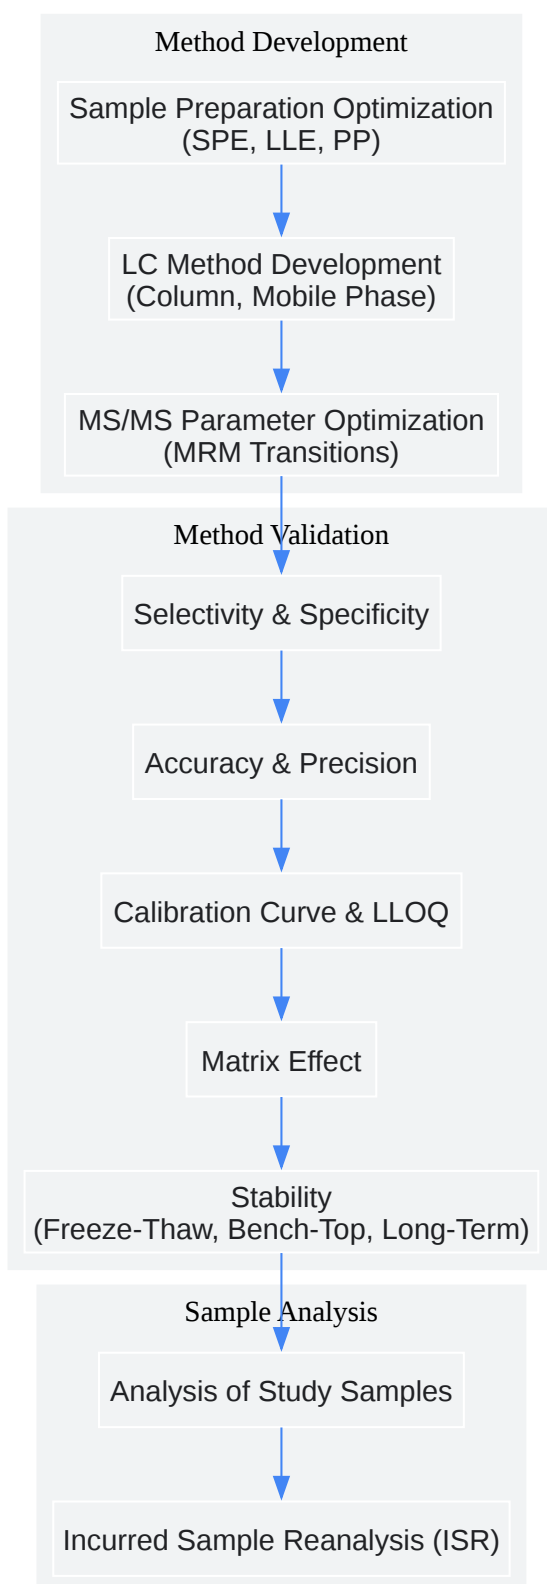 Method Development
Sample Preparation Optimization
(SPE, LLE, PP)
LC Method Development
(Column, Mobile Phase)
MS/MS Parameter Optimization
(MRM Transitions)
Method Validation
Selectivity & Specificity
Accuracy & Precision
Calibration Curve & LLOQ
Matrix Effect
Stability
(Freeze-Thaw, Bench-Top, Long-Term)
Sample Analysis
Analysis of Study Samples
Incurred Sample Reanalysis (ISR)